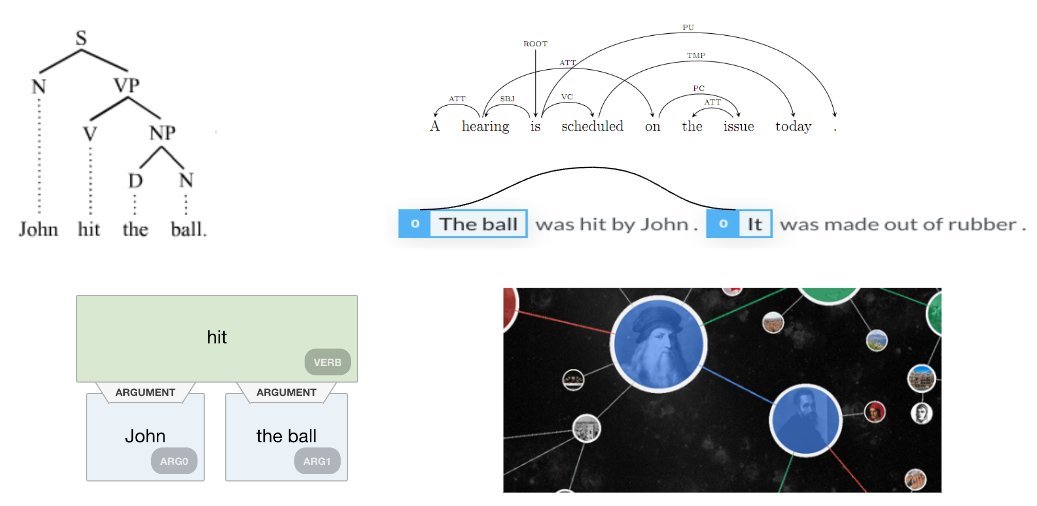 S
N VP
V NP
D N
John hit the ball.
PU
ROOT
TMP
ATT
PC
ATT SBJ VC ATT
A hearing is scheduled on the issue today .
0 The ball was hit by John . 0 It was made out of rubber .
hit
VERB
ARGUMENT ARGUMENT
John the ball
ARG0 ARG1